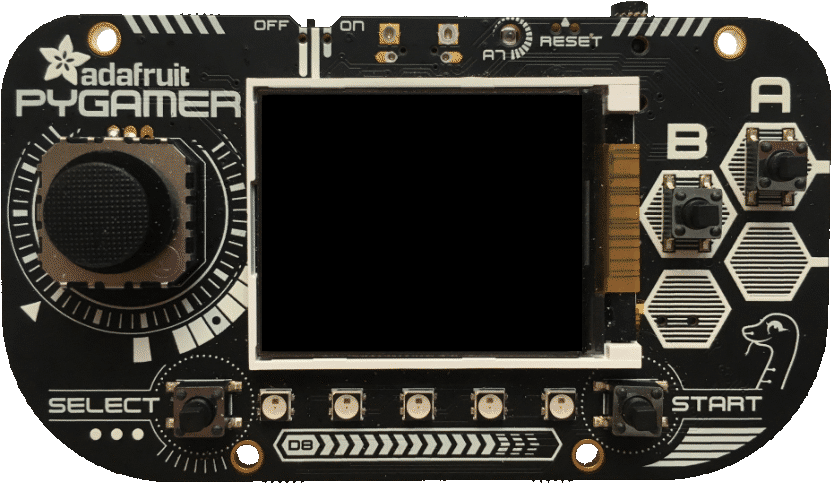 OFF
ON
A7
RESET
adafruit
PYGAMER
A
B
SELECT
START
D8